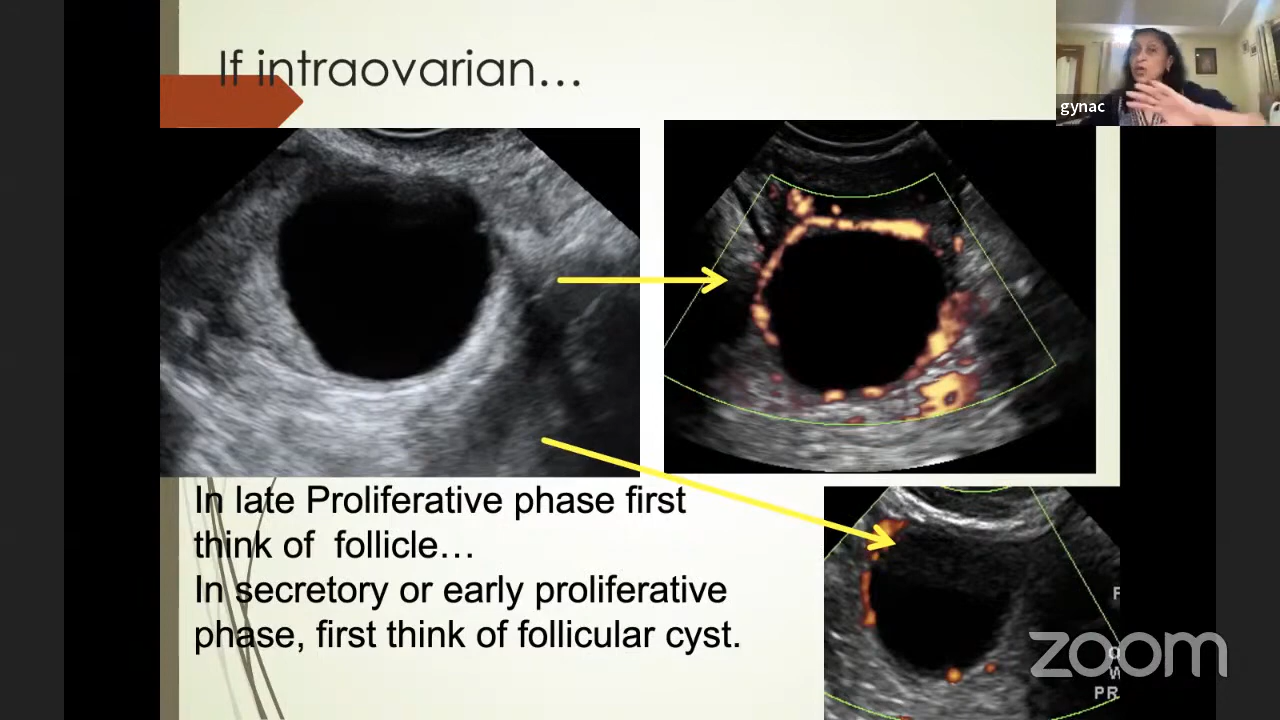 If intraovarian…
gynac
In late Proliferative phase first
think of follicle…
In secretory or early proliferative
phase, first think of follicular cyst.
zoom
PR